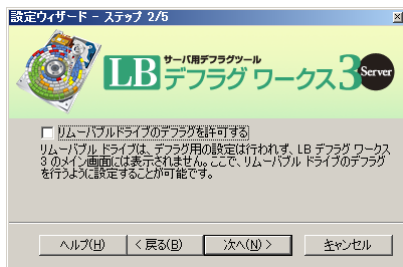 設定ウィザード - ステップ 2/5
サーバ用デフラグツール
LB デフラグ ワークス3 Server
リムーバブルドライブのデフラグを許可する
リムーバブル ドライブは、デフラグ用の設定は行われず、LB デフラグ ワークス
3 のメイン画面には表示されません。ここで、リムーバブル ドライブのデフラグ
を行うように設定することが可能です。
ヘルプ(H) < 戻る(B) 次へ(N) > キャンセル